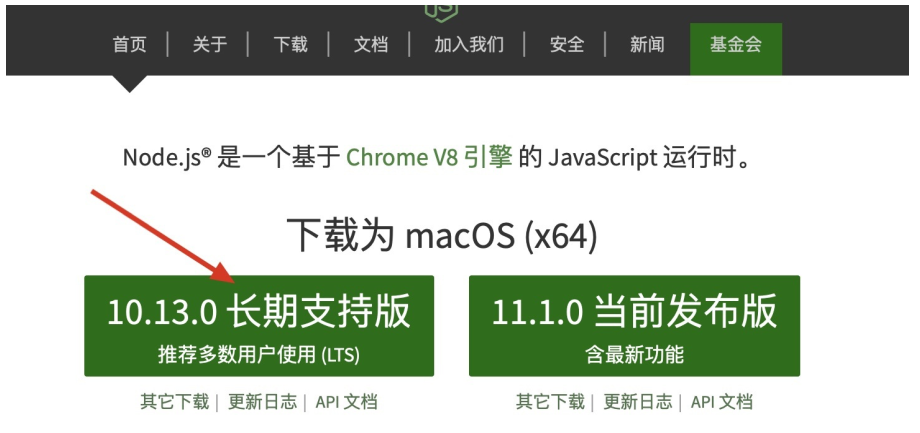 JS
首页 | 关于 | 下载 | 文档 | 加入我们 | 安全 | 新闻 基金会
Node.js® 是一个基于 Chrome V8 引擎 的 JavaScript 运行时。
下载为 macOS (x64)
10.13.0 长期支持版
推荐多数用户使用 (LTS)
其它下载 | 更新日志 | API 文档
11.1.0 当前发布版
含最新功能
其它下载 | 更新日志 | API 文档